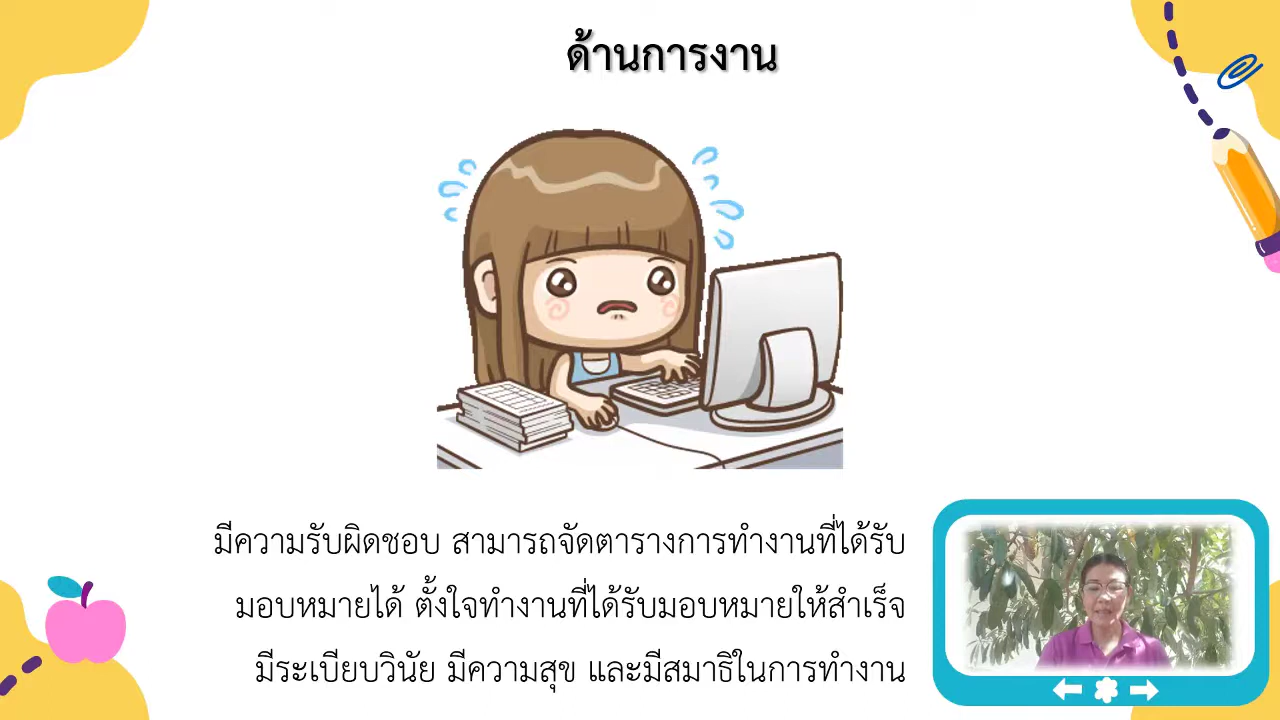 ด้านการงาน
มีความรับผิดชอบ สามารถจัดตารางการทำงานที่ได้รับ
มอบหมายได้ ตั้งใจทำงานที่ได้รับมอบหมายให้สำเร็จ
มีระเบียบวินัย มีความสุข และมีสมาธิในการทำงาน